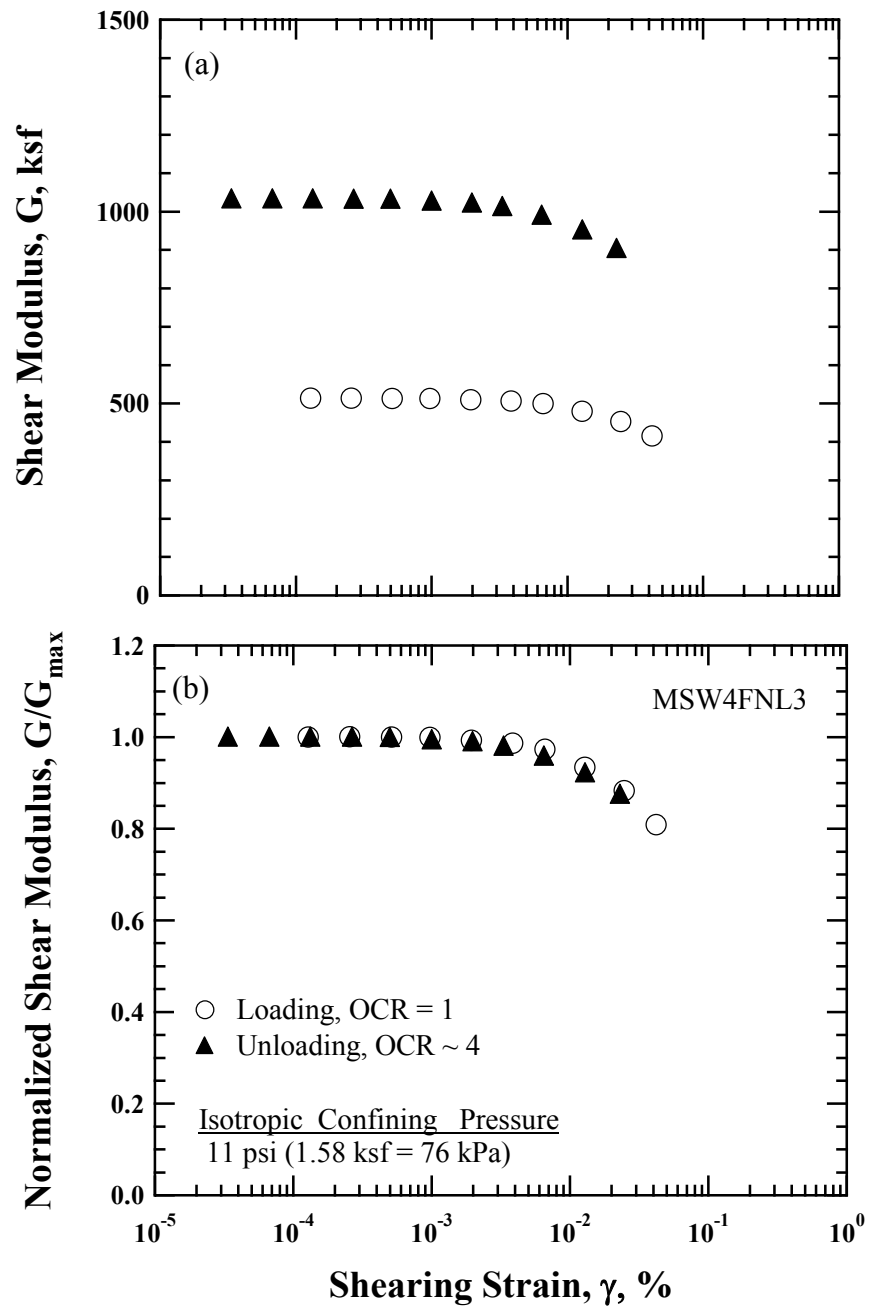 1500
(a)
1000
500
0
Shear Modulus, G, ksf
1.2
(b)
MSW4FNL3
1.0
0.8
0.6
0.4
0.2
0.0
Normalized Shear Modulus, G/Gmax
Loading, OCR = 1
Unloading, OCR ~ 4
Isotropic Confining Pressure
11 psi (1.58 ksf = 76 kPa)
10⁻⁵ 10⁻⁴ 10⁻³ 10⁻² 10⁻¹ 10⁰
Shearing Strain, γ, %